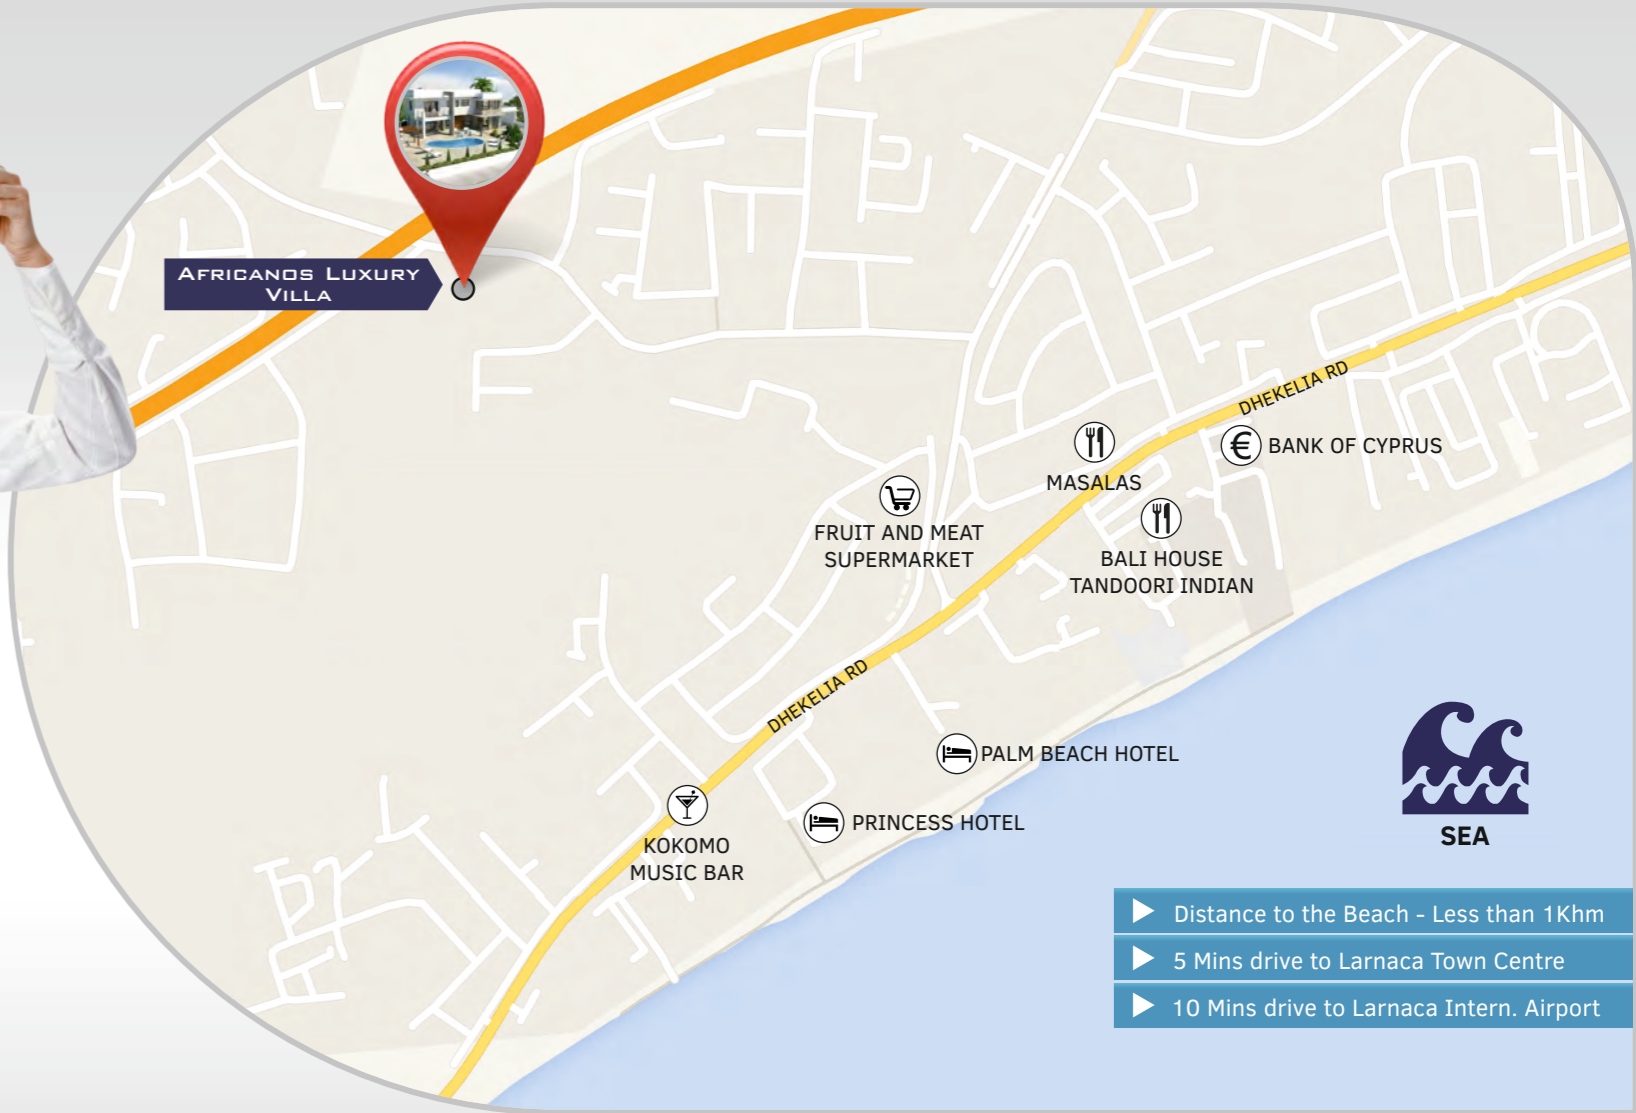 AFRICANOS LUXURY
VILLA
DHEKELIA RD
BANK OF CYPRUS
MASALAS
FRUIT AND MEAT
SUPERMARKET
BALI HOUSE
TANDOORI INDIAN
DHEKELIA RD
PALM BEACH HOTEL
PRINCESS HOTEL
KOKOMO
MUSIC BAR
SEA
Distance to the Beach - Less than 1Khm
5 Mins drive to Larnaca Town Centre
10 Mins drive to Larnaca Intern. Airport